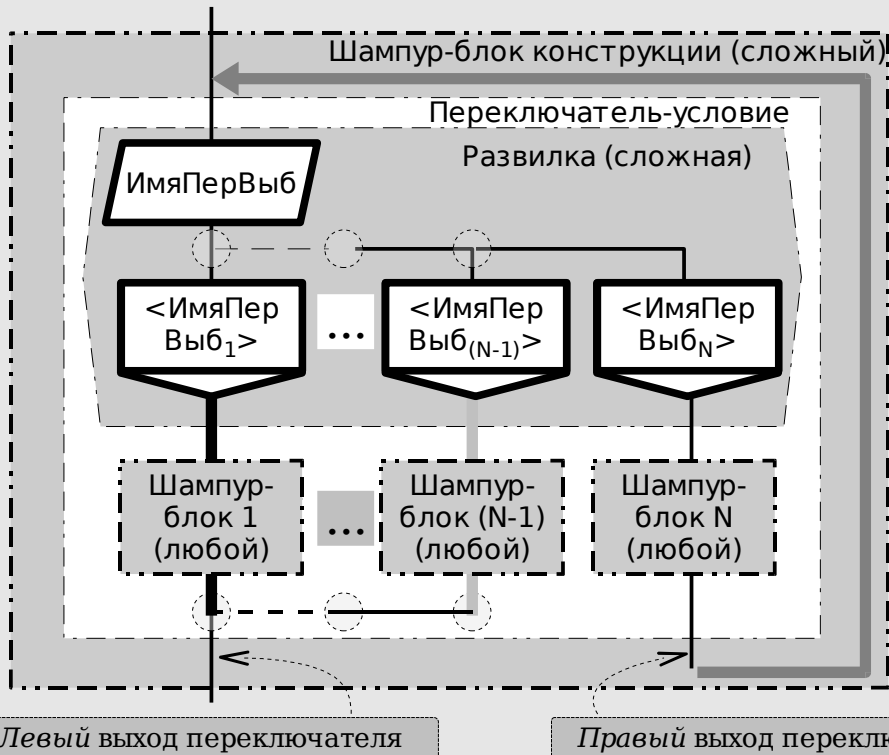 Шампур-блок конструкции (сложный)
Переключатель-условие
Развилка (сложная)
ИмяПерВыб
<ИмяПер
Выб1>
...
<ИмяПер
Выб(N-1)>
<ИмяПер
ВыбN>
Шампур-
блок 1
(любой)
...
Шампур-
блок (N-1)
(любой)
Шампур-
блок N
(любой)
Левый выход переключателя
Правый выход переклю